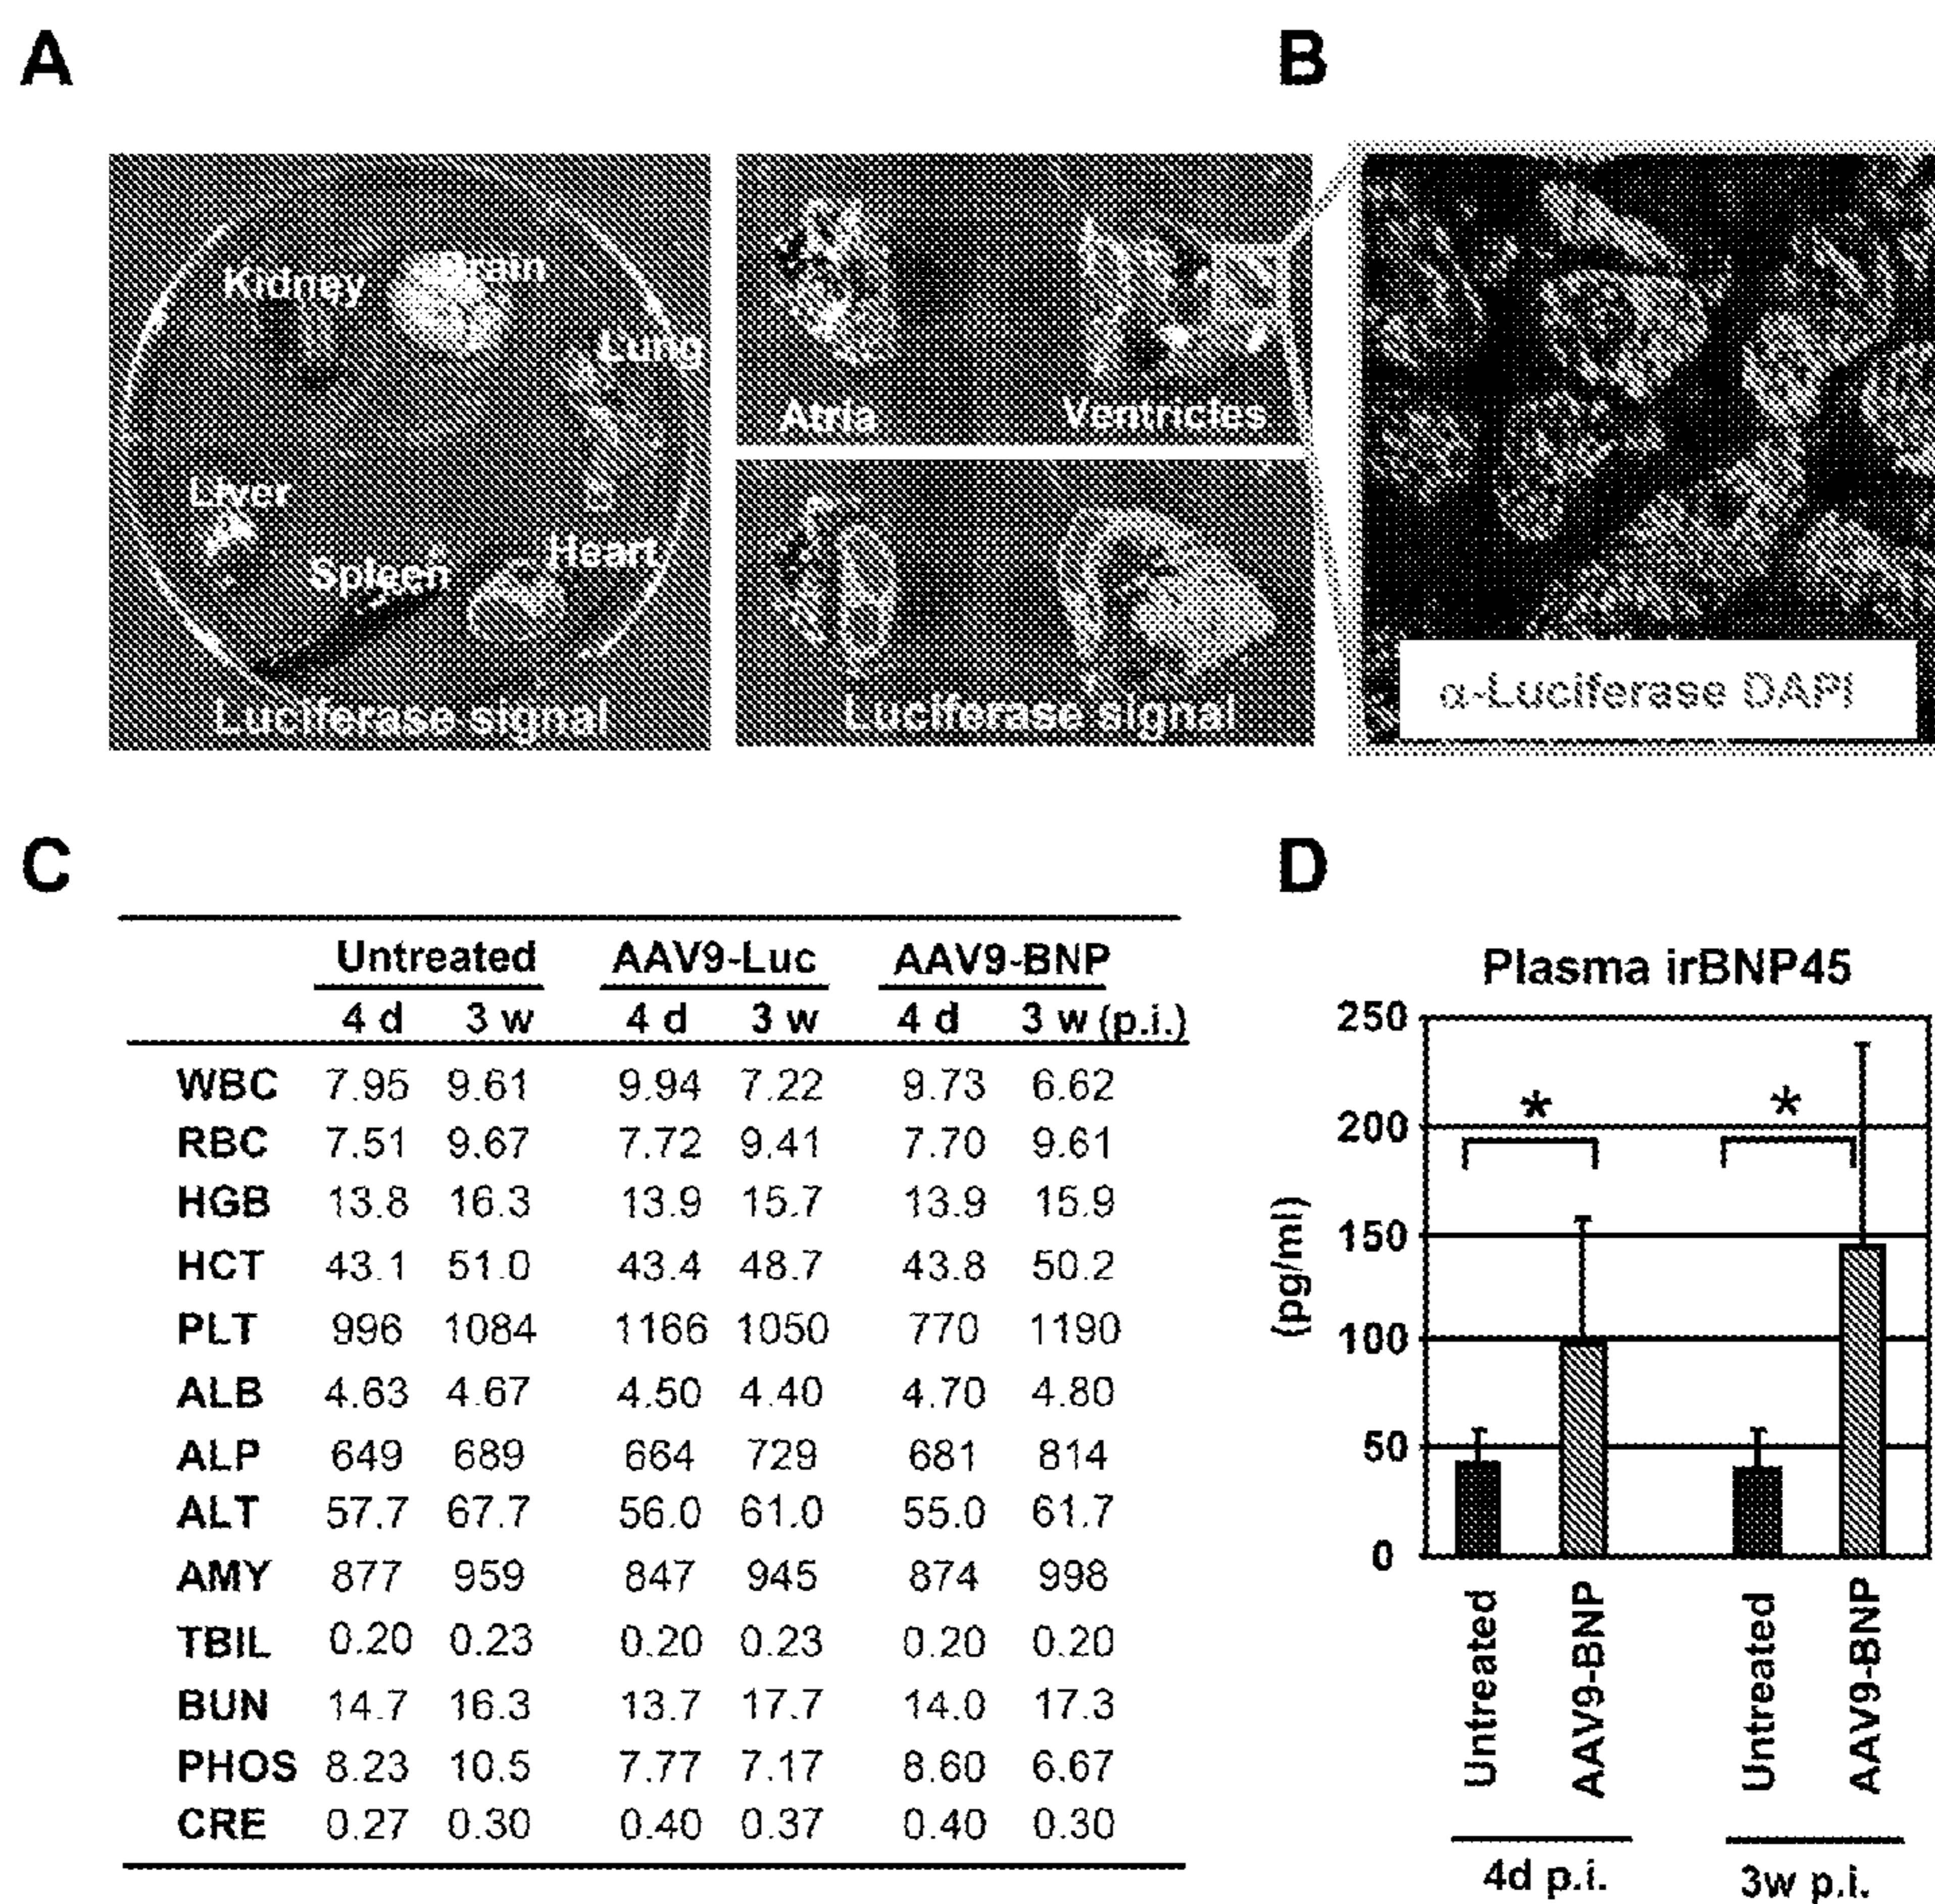 A
Kidney
Brain
Lung
Liver
Spleen
Heart
Luciferase signal
Atria
Ventricles
Luciferase signal
B
α-Luciferase DAPI
C
Untreated AAV9-Luc AAV9-BNP
4 d 3 w 4 d 3 w 4 d 3 w (p.i.)
WBC 7.95 9.61 9.94 7.22 9.73 6.62
RBC 7.51 9.67 7.72 9.41 7.70 9.61
HGB 13.8 16.3 13.9 15.7 13.9 15.9
HCT 43.1 51.0 43.4 48.7 43.8 50.2
PLT 996 1084 1166 1050 770 1190
ALB 4.63 4.67 4.50 4.40 4.70 4.80
ALP 649 689 664 729 681 814
ALT 57.7 67.7 56.0 61.0 55.0 61.7
AMY 877 959 847 945 874 998
TBIL 0.20 0.23 0.20 0.23 0.20 0.20
BUN 14.7 16.3 13.7 17.7 14.0 17.3
PHOS 8.23 10.5 7.77 7.17 8.60 6.67
CRE 0.27 0.30 0.40 0.37 0.40 0.30
D
Plasma irBNP45
(pg/ml)
250
200
150
100
50
0
* *
Untreated
AAV9-BNP
Untreated
AAV9-BNP
4d p.i. 3w p.i.